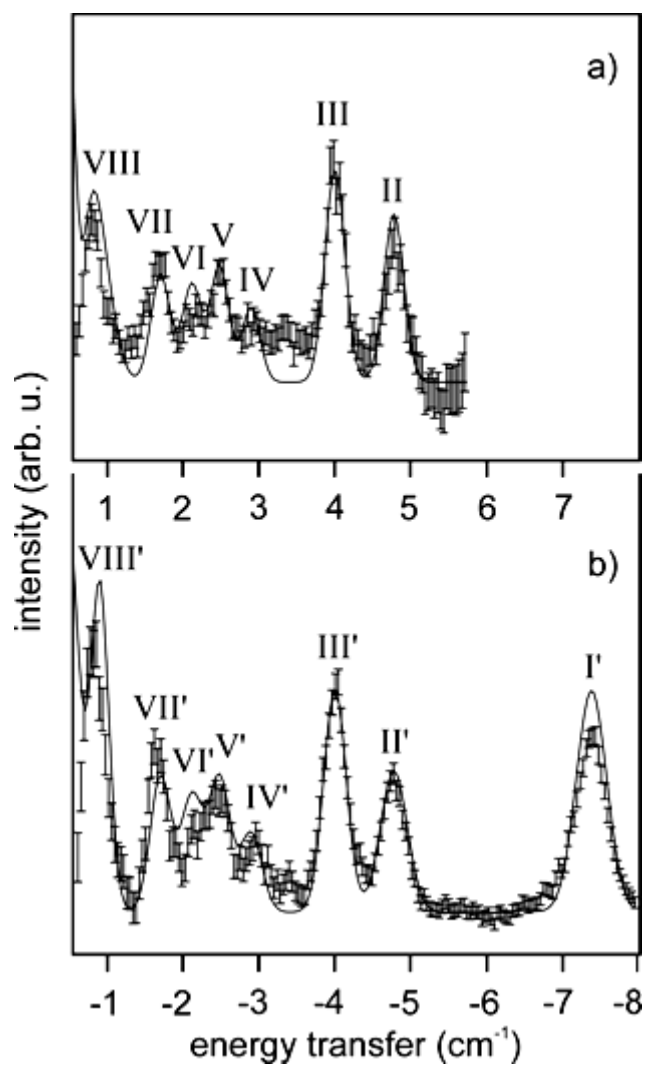 a)
III
VIII
II
VII
V
VI
IV
1 2 3 4 5 6 7
intensity (arb. u.)
b)
VIII'
III'
I'
VII'
V'
II'
VI'
IV'
-1 -2 -3 -4 -5 -6 -7 -8
energy transfer (cm⁻¹)